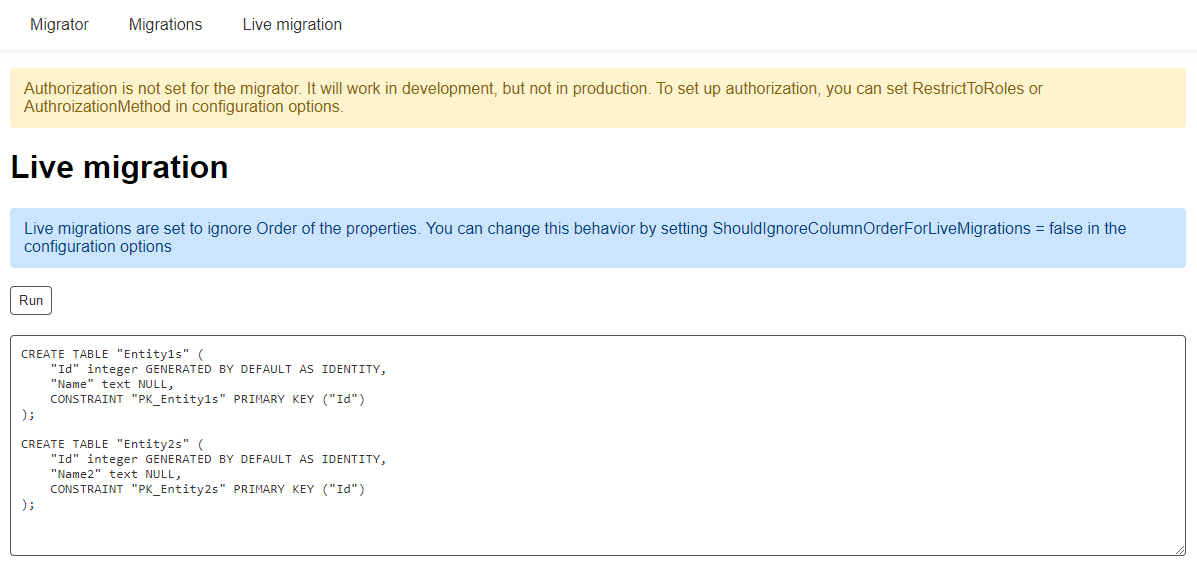 Migrator Migrations Live migration
Authorization is not set for the migrator. It will work in development, but not in production. To set up authorization, you can set RestrictToRoles or
AuthroizationMethod in configuration options.
Live migration
Live migrations are set to ignore Order of the properties. You can change this behavior by setting ShouldIgnoreColumnOrderForLiveMigrations = false in the
configuration options
Run
CREATE TABLE "Entity1s" (
    "Id" integer GENERATED BY DEFAULT AS IDENTITY,
    "Name" text NULL,
    CONSTRAINT "PK_Entity1s" PRIMARY KEY ("Id")
);
CREATE TABLE "Entity2s" (
    "Id" integer GENERATED BY DEFAULT AS IDENTITY,
    "Name2" text NULL,
    CONSTRAINT "PK_Entity2s" PRIMARY KEY ("Id")
);